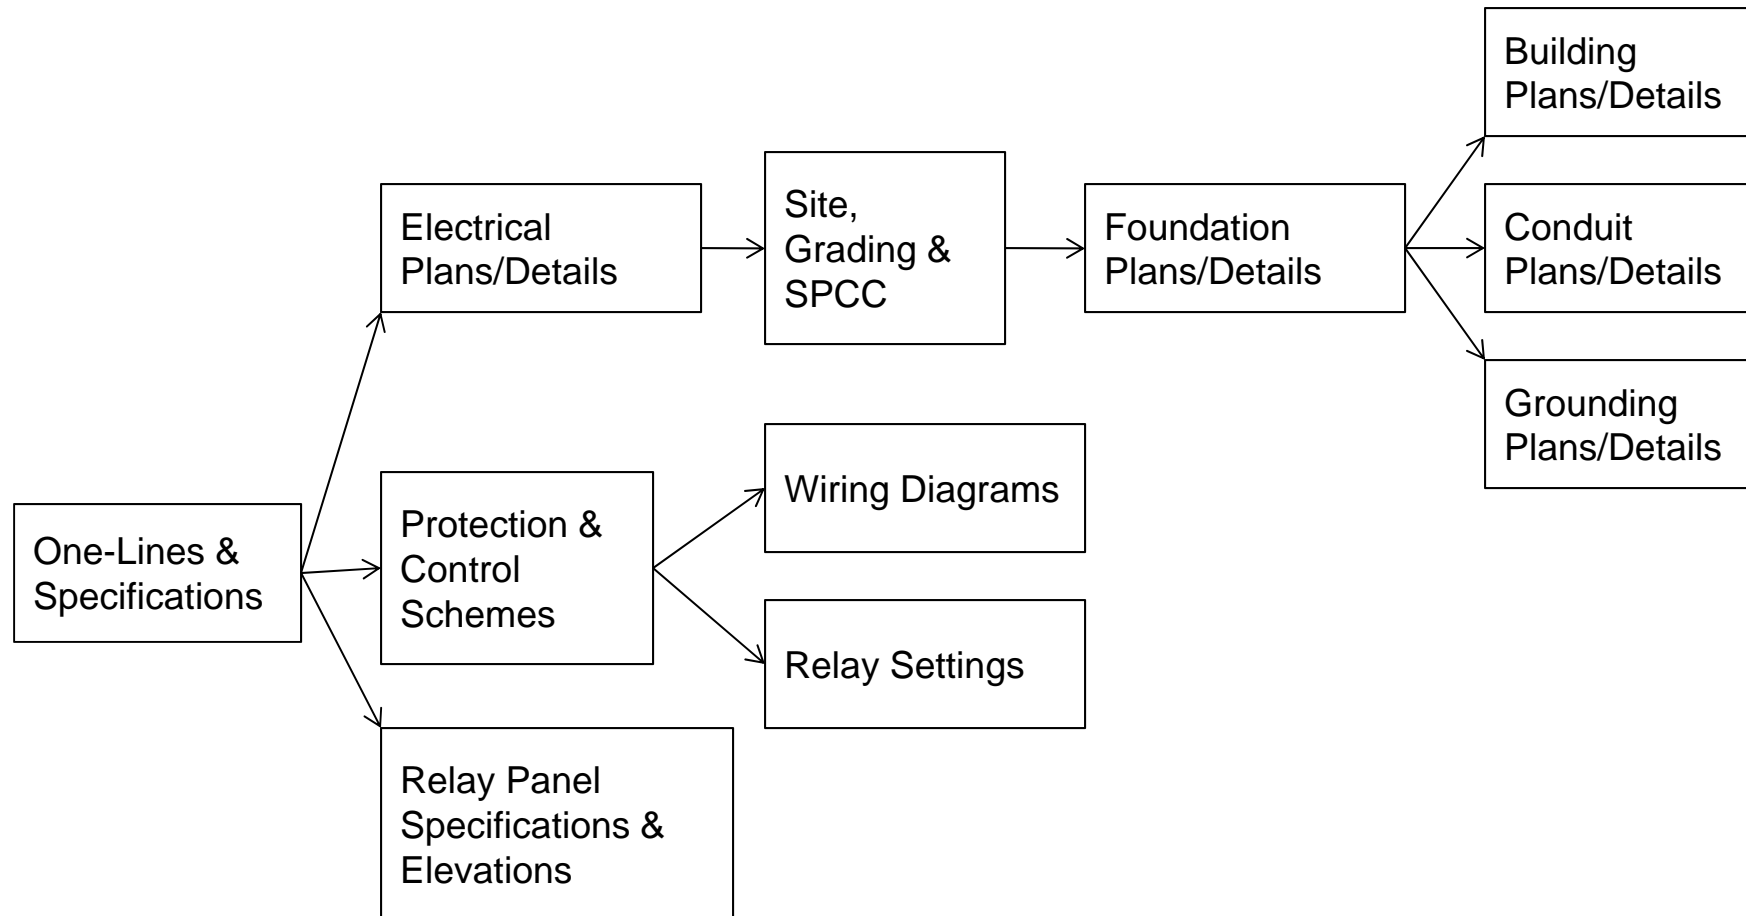 Building
Plans/Details
Electrical
Plans/Details
Site,
Grading &
SPCC
Foundation
Plans/Details
Conduit
Plans/Details
Grounding
Plans/Details
One-Lines &
Specifications
Protection &
Control
Schemes
Wiring Diagrams
Relay Settings
Relay Panel
Specifications &
Elevations